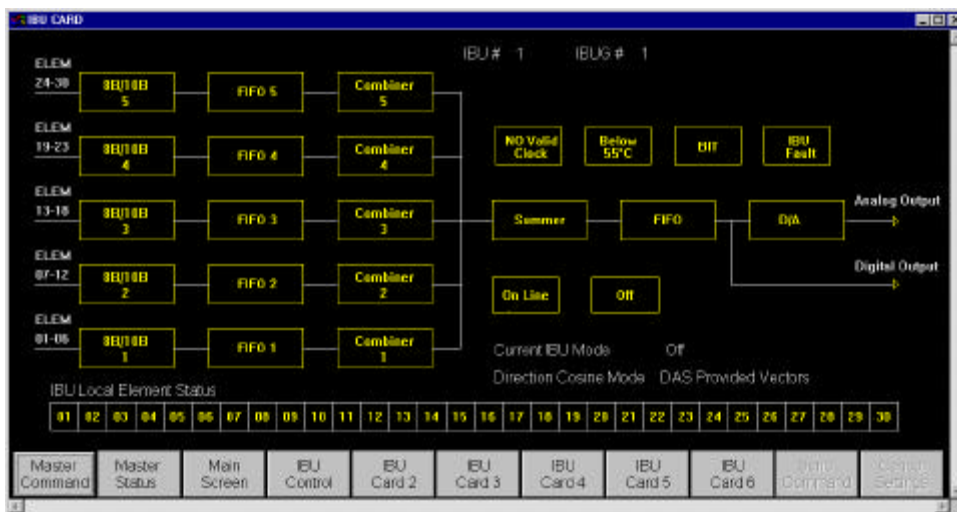 IBU CARD
IBU # 1 IBUG # 1
ELEM
24-30
8B/10B
5
FIFO 5
Combiner
5
ELEM
19-23
8B/10B
4
FIFO 4
Combiner
4
NO Valid
Clock
Below
55°C
BIT
IBU
Fault
ELEM
13-18
8B/10B
3
FIFO 3
Combiner
3
Summer
FIFO
D/A
Analog Output
Digital Output
ELEM
07-12
8B/10B
2
FIFO 2
Combiner
2
On Line
Off
ELEM
01-06
8B/10B
1
FIFO 1
Combiner
1
Current IBU Mode Off
Direction Cosine Mode DAS Provided Vectors
IBU Local Element Status
01 02 03 04 05 06 07 08 09 10 11 12 13 14 15 16 17 18 19 20 21 22 23 24 25 26 27 28 29 30
Master
Command
Master
Status
Main
Screen
IBU
Control
IBU
Card 2
IBU
Card 3
IBU
Card 4
IBU
Card 5
IBU
Card 6
Command
Settings